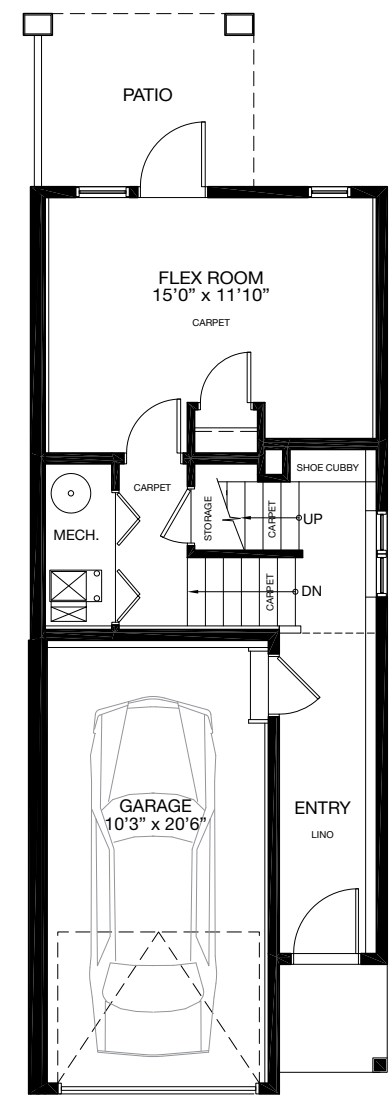 PATIO
FLEX ROOM
15'0" x 11'10"
CARPET
SHOE CUBBY
CARPET
STORAGE
CARPET
UP
MECH.
CARPET
DN
GARAGE
10'3" x 20'6"
ENTRY
LINO